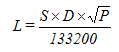 L = S × D × √P / 133200